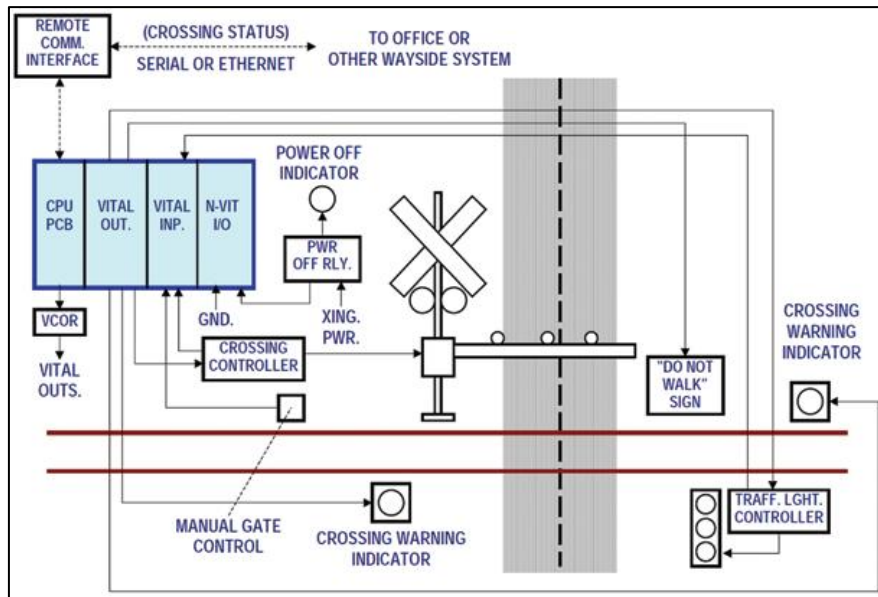 REMOTE
COMM.
INTERFACE
(CROSSING STATUS)
SERIAL OR ETHERNET
TO OFFICE OR
OTHER WAYSIDE SYSTEM
POWER OFF
INDICATOR
CPU
PCB
VITAL
OUT.
VITAL
INP.
N-VIT
I/O
PWR
OFF RLY.
VCOR
GND.
XING.
PWR.
CROSSING
WARNING
INDICATOR
VITAL
OUTS.
CROSSING
CONTROLLER
"DO NOT
WALK"
SIGN
MANUAL GATE
CONTROL
CROSSING WARNING
INDICATOR
TRAFF. LGHT.
CONTROLLER